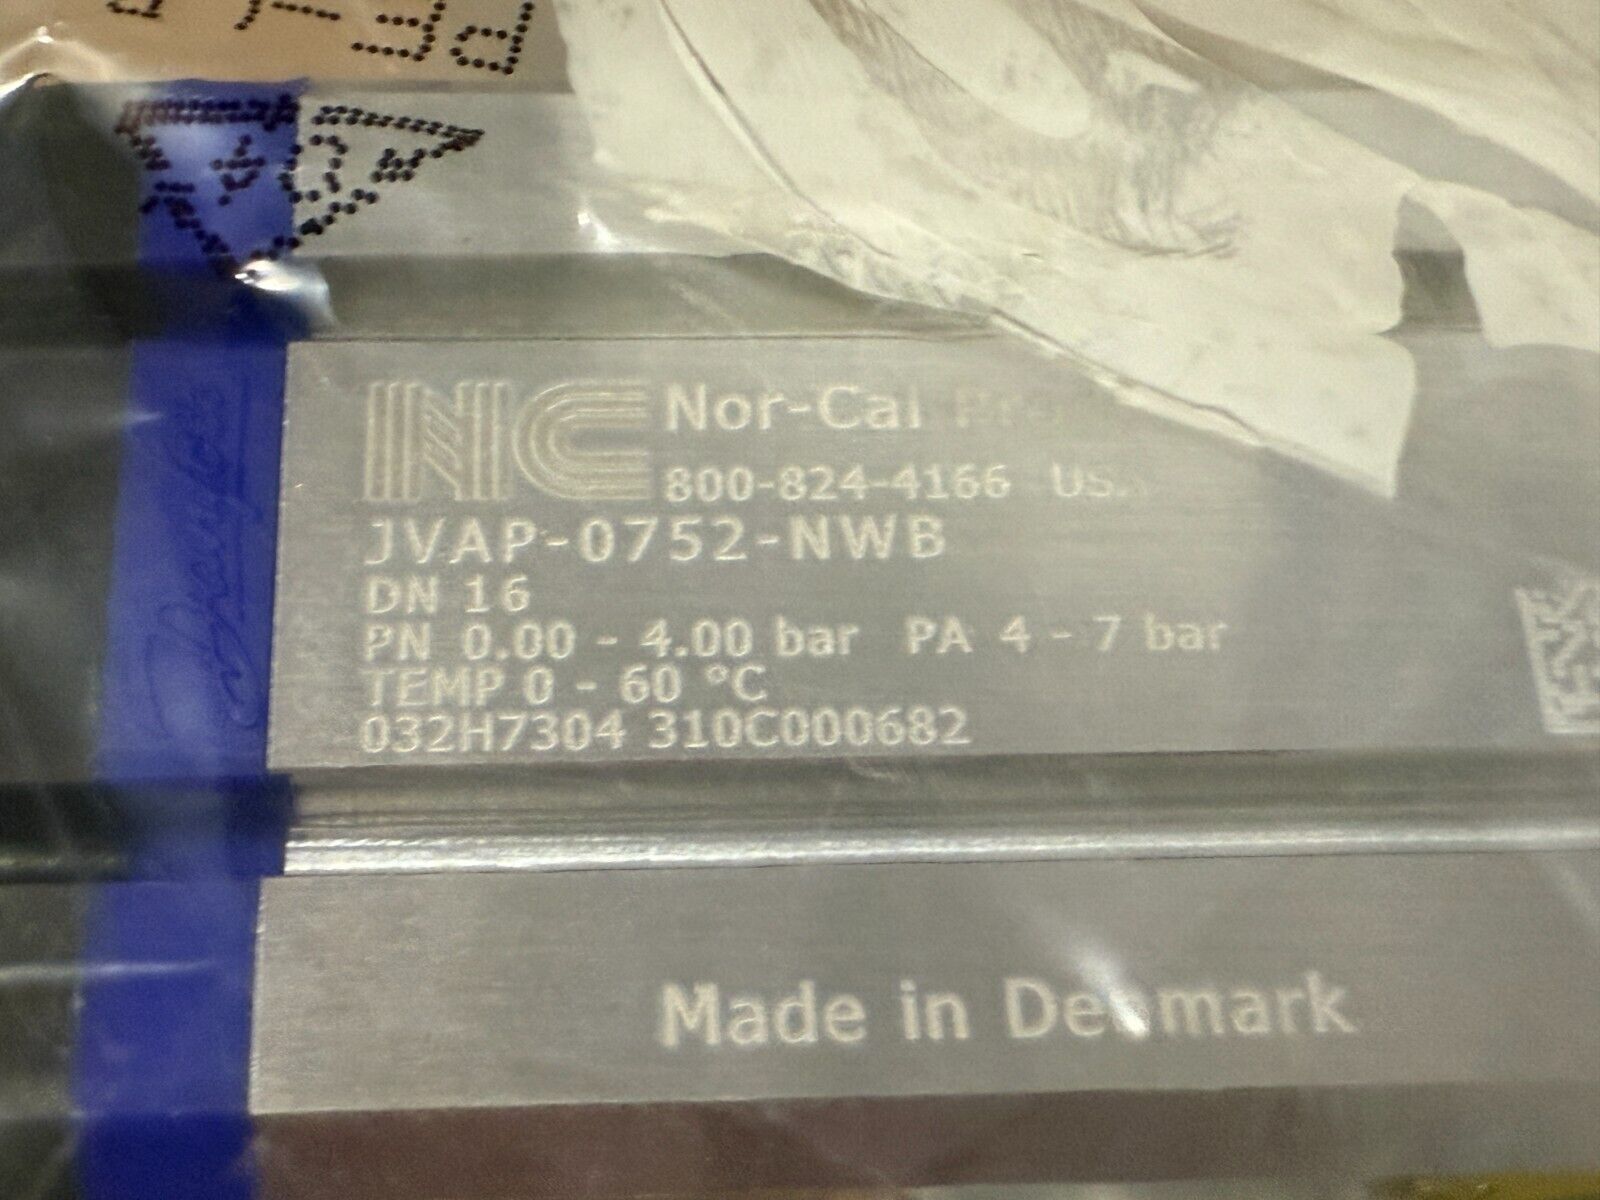 NC Nor-Cal
800-824-4166
JVAP-0752-NWB
DN 16
PN 0.00 - 4.00 bar PA 4 - 7 bar
TEMP 0 - 60 °C
032H7304 310C000682
Made in Denmark